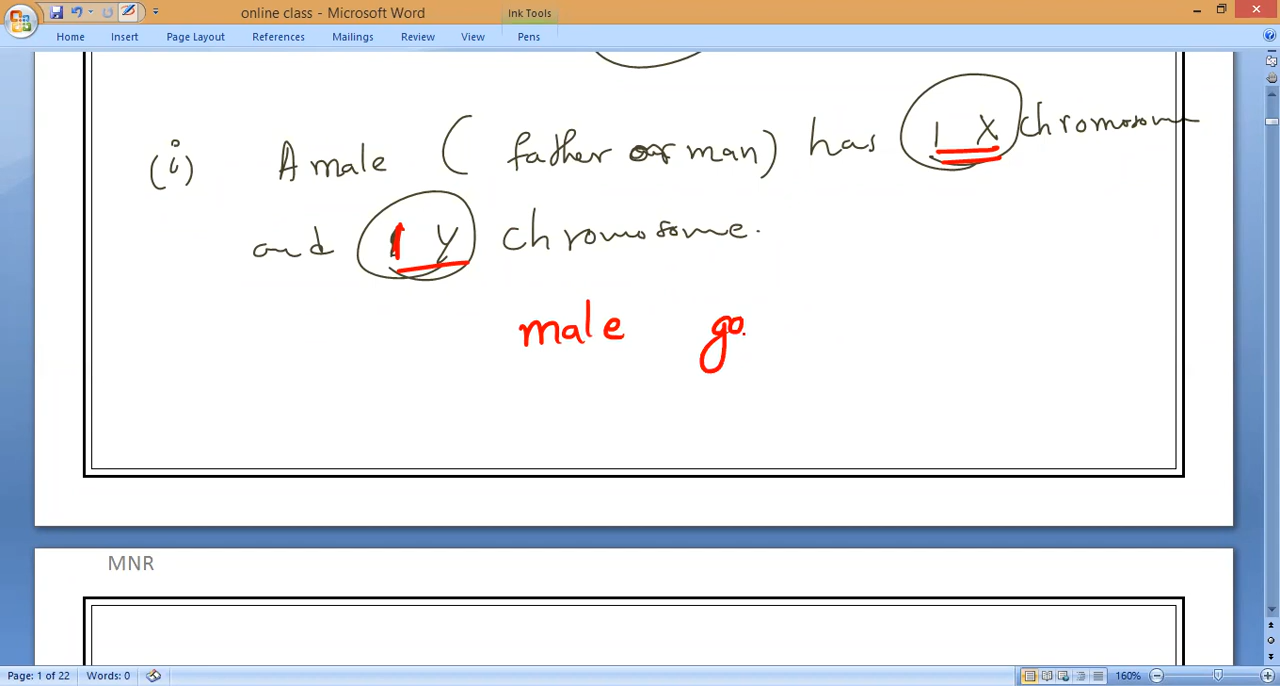 online class - Microsoft Word
Ink Tools
Home Insert Page Layout References Mailings Review View Pens
(i) A male ( father or man) has 1 X chromosome
and 1 Y chromosome.
male ga
MNR
Page: 1 of 22 Words: 0 160%